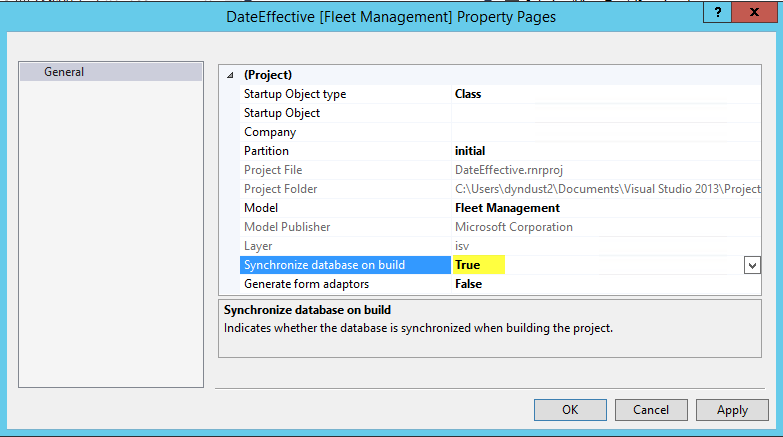 DateEffective [Fleet Management] Property Pages
? x
General
(Project)
Startup Object type Class
Startup Object
Company
Partition initial
Project File DateEffective.rnrproj
Project Folder C:\Users\dyndust2\Documents\Visual Studio 2013\Project
Model Fleet Management
Model Publisher Microsoft Corporation
Layer isv
Synchronize database on build True
Generate form adaptors False
Synchronize database on build
Indicates whether the database is synchronized when building the project.
OK Cancel Apply